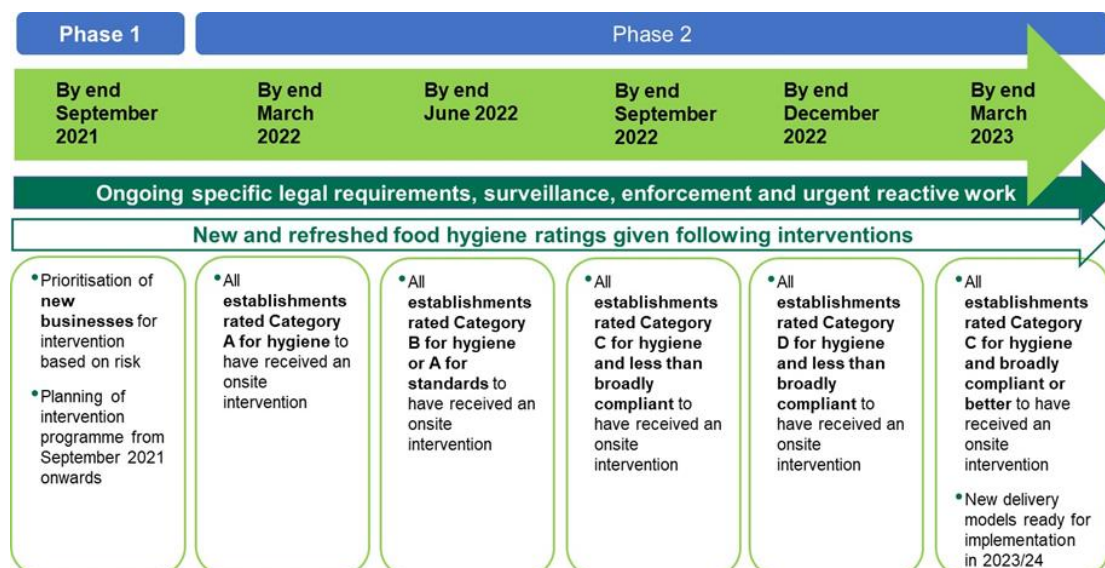 Phase 1
Phase 2
By end
September
2021
By end
March
2022
By end
June 2022
By end
September
2022
By end
December
2022
By end
March
2023
Ongoing specific legal requirements, surveillance, enforcement and urgent reactive work
New and refreshed food hygiene ratings given following interventions
•Prioritisation of
new
businesses for
intervention
based on risk
•Planning of
intervention
programme from
September 2021
onwards
•All
establishments
rated Category
A for hygiene to
have received an
onsite
intervention
•All
establishments
rated Category
B for hygiene
or A for
standards to
have received an
onsite
intervention
•All
establishments
rated Category
C for hygiene
and less than
broadly
compliant to
have received an
onsite
intervention
•All
establishments
rated Category
D for hygiene
and less than
broadly
compliant to
have received an
onsite
intervention
•All
establishments
rated Category
C for hygiene
and broadly
compliant or
better to have
received an
onsite
intervention
•New delivery
models ready for
implementation
in 2023/24